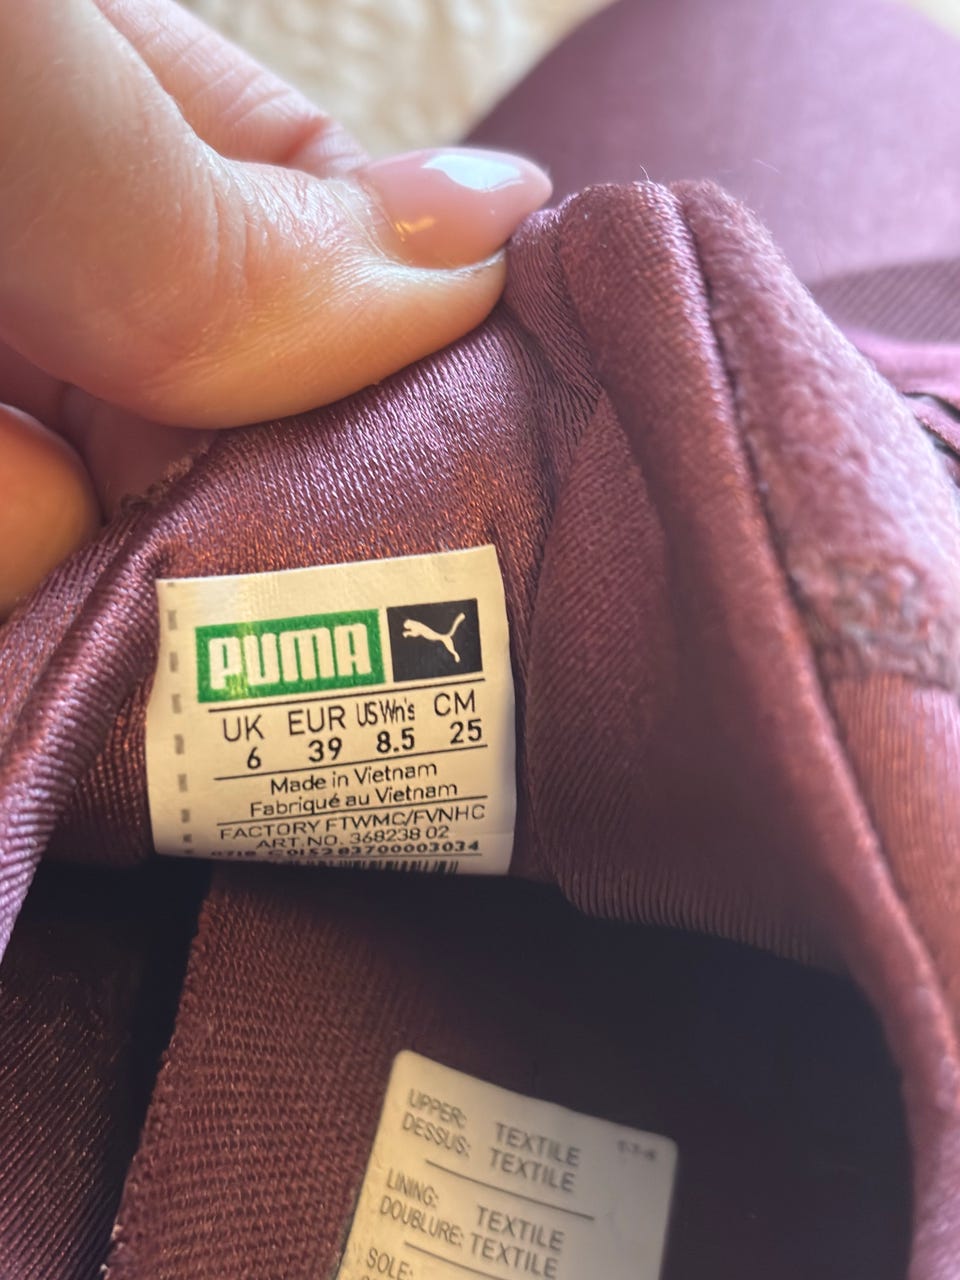 PUMA
UK EUR US Wn's CM
6 39 8.5 25
Made in Vietnam
Fabriqué au Vietnam
FACTORY FTWMC/FVNHC
ART.NO. 368238 02
83700003034
UPPER: TEXTILE
DESSUS: TEXTILE
LINING: TEXTILE
DOUBLURE: TEXTILE
SOLE: